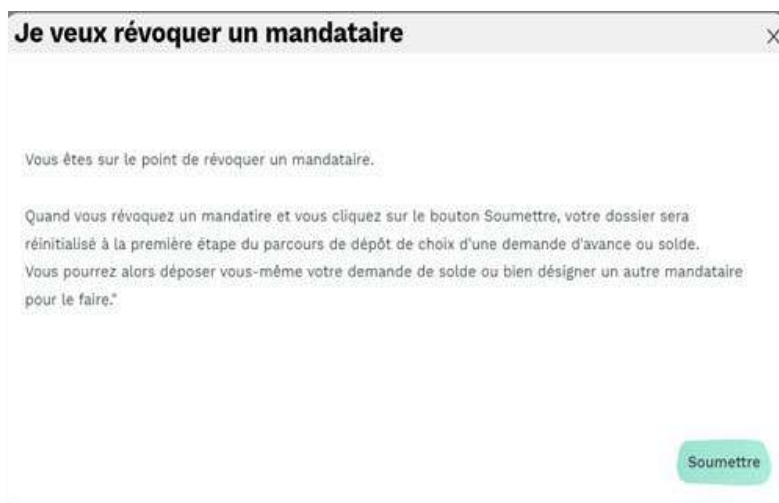 Je veux révoquer un mandataire
Vous êtes sur le point de révoquer un mandataire.
Quand vous révoquez un mandatire et vous cliquez sur le bouton Soumettre, votre dossier sera
réinitialisé à la première étape du parcours de dépôt de choix d'une demande d'avance ou solde.
Vous pourrez alors déposer vous-même votre demande de solde ou bien désigner un autre mandataire
pour le faire."
Soumettre